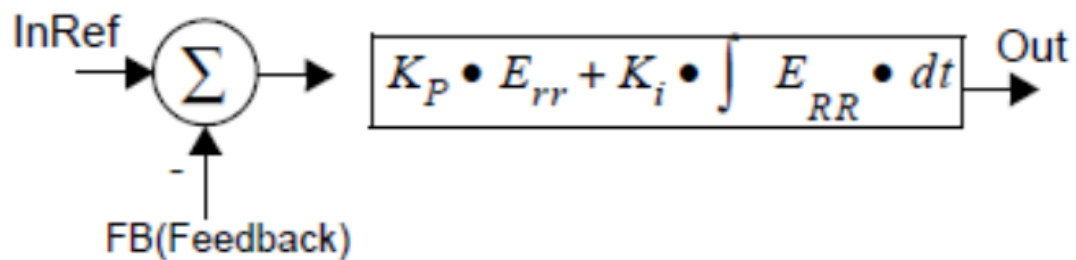 InRef
Σ
K_P • E_rr + K_i • ∫ E_RR • dt
Out
-
FB(Feedback)